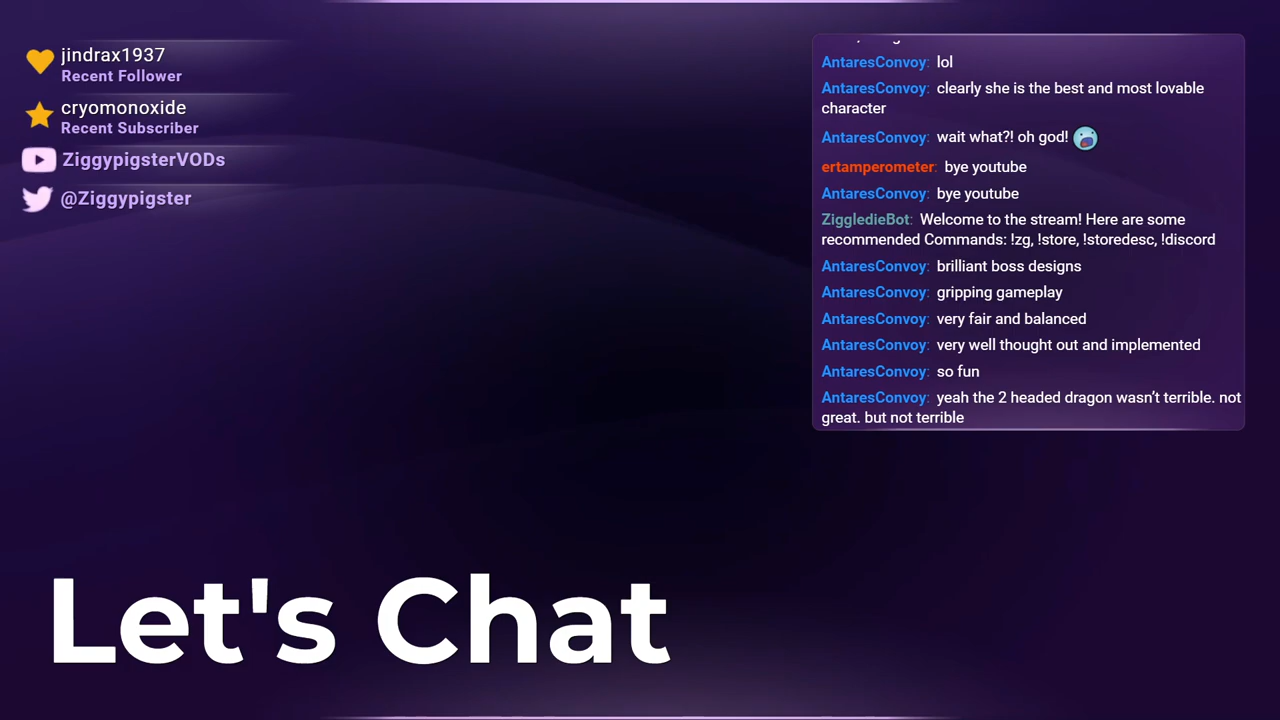 jindrax1937
Recent Follower
cryomonoxide
Recent Subscriber
ZiggypigsterVODs
@Ziggypigster
AntaresConvoy: lol
AntaresConvoy: clearly she is the best and most lovable
character
AntaresConvoy: wait what?! oh god!
ertamperometer: bye youtube
AntaresConvoy: bye youtube
ZiggledieBot: Welcome to the stream! Here are some
recommended Commands: !zg, !store, !storedesc, !discord
AntaresConvoy: brilliant boss designs
AntaresConvoy: gripping gameplay
AntaresConvoy: very fair and balanced
AntaresConvoy: very well thought out and implemented
AntaresConvoy: so fun
AntaresConvoy: yeah the 2 headed dragon wasn’t terrible. not
great. but not terrible
Let's Chat